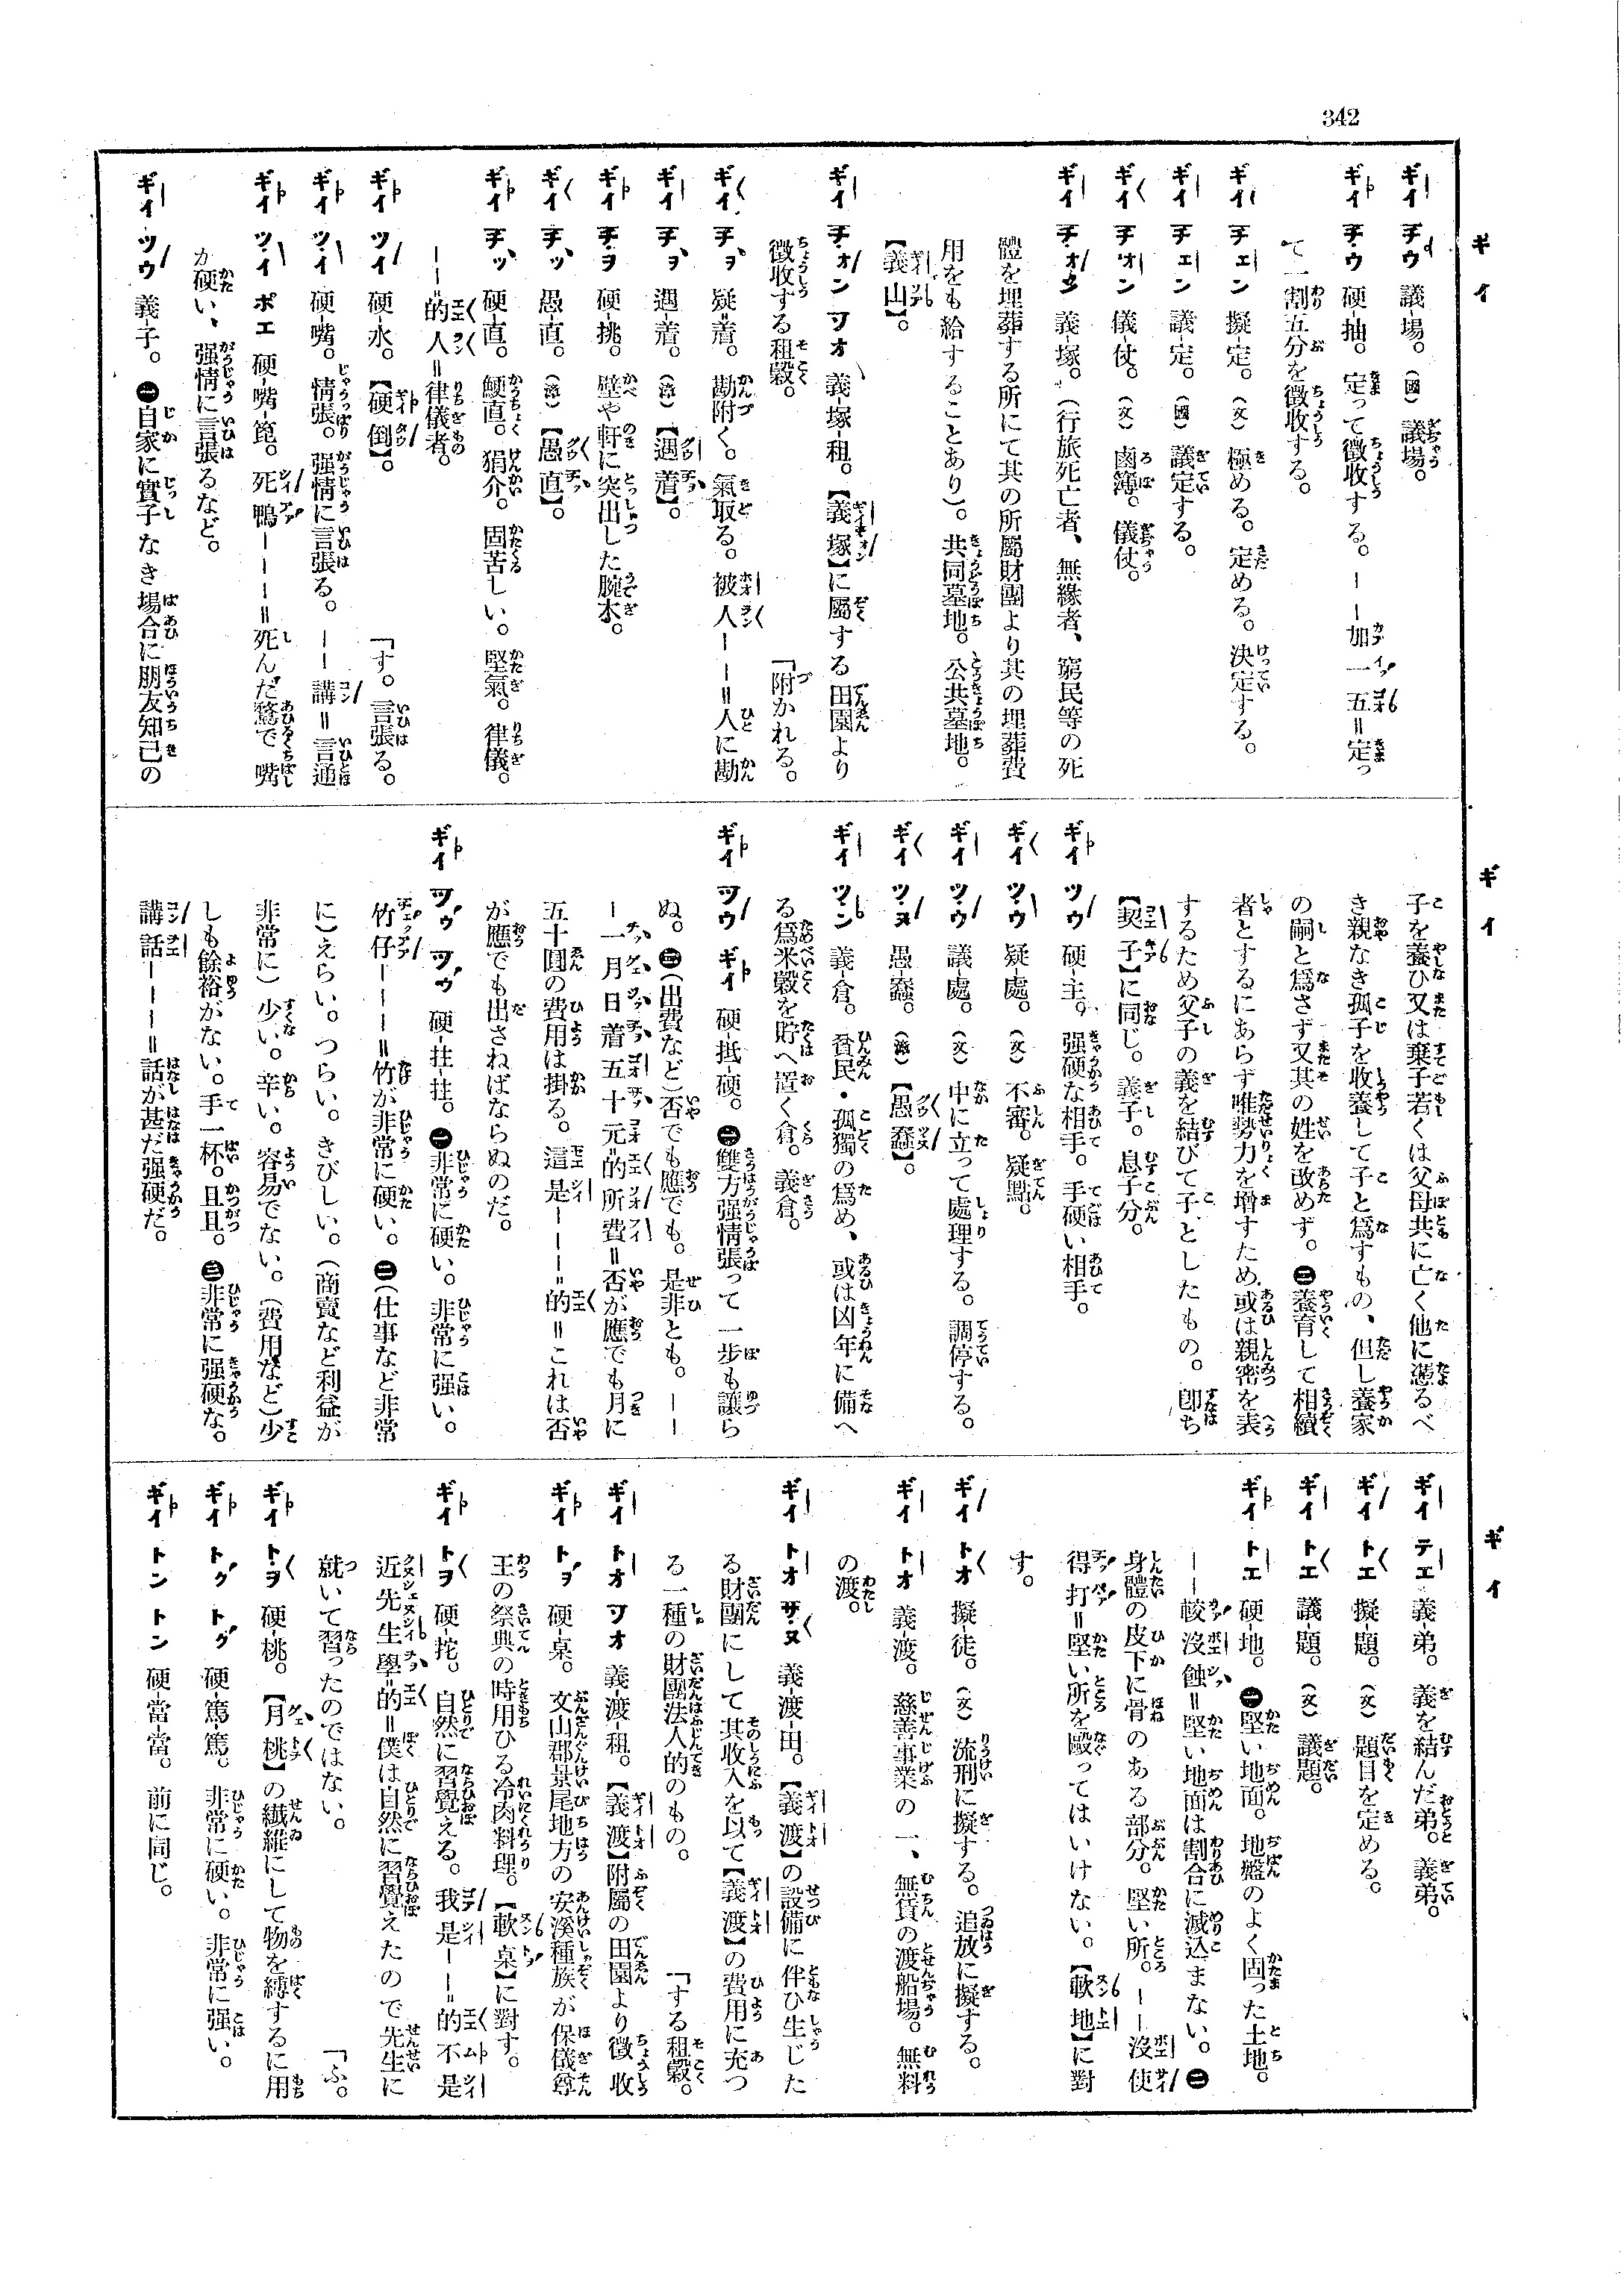 342
ギイ
ギイ チウ 議-場。(國) 議場。
ギイ チウ 硬-抽。定って徵收する。ーー加一五=定っ
て一割五分を徵收する。
ギイ チエン 擬-定。(文) 極める。定める。決定する。
ギイ チエン 議-定。(國) 議定する。
ギイ チオン 儀-仗。(文) 鹵簿。儀仗。
ギイ 義-塚。(行旅死亡者、無緣者、窮民等の死
體を埋葬する所にて其の所屬財團より其の埋葬費
用をも給することあり)。共同墓地。公共墓地。
【義山】。
ギイ チオン ツオ 義-塚-租。【義塚】に屬する田園より
徵收する租穀。
ギイ チヲ 疑=着。勘附く。氣取る。被人ーー=人に勘
「附かれる。
ギイ チヲ 遇-着。【遇着】。
ギイ チヲ 硬-挑。壁や軒に突出した腕木。
ギイ チッ 愚-直。【愚直】。
ギイ チッ 硬-直。鯁直。狷介。固苦しい。堅氣。律儀。
ーー=的人=律儀者。
ギイ ツイ 硬-水。【硬倒】。
「す。言張る。
ギイ ツイ 硬-嘴。情張。强情に言張る。ーー講=言通
ギイ ツイ ポエ 硬-嘴-箆。死鴨ーーー=死んだ鶩で嘴
か硬い、强情に言張るなど。
ギイ ツウ 義-子。㊀自家に實子なき場合に朋友知己の
ギイ
子を養ひ又は棄子若くは父母共に亡く他に憑るべ
き親なき孤子を收養して子と爲すもの、但し養家
の嗣と爲さず又其の姓を改めず。㊁養育して相續
者とするにあらず唯勢力を增すため或は親密を表
するため父子の義を結びて子としたもの。卽ち
【契子】に同じ。義子。息子分。
ギイ ツウ 硬-主。强硬な相手。手硬い相手。
ギイ ツウ 疑-處。(文) 不審。疑點。
ギイ ツウ 議-處。(文) 中に立って處理する。調停する。
ギイ ツヌ 愚-蠢。【愚蠢】。
ギイ ツン 義-倉。貧民・孤獨の爲め、或は凶年に備へ
る爲米穀を貯へ置く倉。義倉。
ギイ ツウ ギイ 硬-抵-硬。㊀雙方强情張って一步も讓ら
ぬ。㊁(出費など)否でも應でも。是非とも。ーー
ー一月日着五十元=的所費=否が應でも月に
五十圓の費用は掛る。這是ーーー=的=これは否
が應でも出さねばならぬのだ。
ギイ ツウ ツウ 硬-拄-拄。㊀非常に硬い。非常に强い。
竹仔ーーー=竹が非常に硬い。㊁(仕事など非常
に)えらい。つらい。きびしい。(商賣など利益が
非常に)少い。辛い。容易でない。(費用など)少
しも餘裕がない。手一杯。且且。㊂非常に强硬な。
講話ーーー=話が甚だ强硬だ。
ギイ
ギイ テエ 義-弟。義を結んだ弟。義弟。
ギイ トエ 擬-題。(文) 題目を定める。
ギイ トエ 議-題。(文) 議題。
ギイ トエ 硬-地。㊀堅い地面。地盤のよく固った土地。
ーー較沒蝕=堅い地面は割合に滅込まない。㊁
身體の皮下に骨のある部分。堅い所。ーー沒使
得打=堅い所を毆ってはいけない。【軟地】に對
す。
ギイ トオ 擬-徒。(文) 流刑に擬する。追放に擬する。
ギイ トオ 義-渡。慈善事業の一、無賃の渡船場。無料
の渡。
ギイ トオ ザヌ 義-渡-田。【義渡】の設備に伴ひ生じた
る財團にして其收入を以て【義渡】の費用に充つ
る一種の財團法人的のもの。
「する租穀。
ギイ トオ ツオ 義-渡-租。【義渡】附屬の田園より徵收
ギイ トヲ 硬-桌。文山郡景尾地方の安溪種族が保儀尊
王の祭典の時用ひる冷肉料理。【軟桌】に對す。
ギイ トヲ 硬-挓。自然に習覺える。我是ーー=的不是
近先生學=的=僕は自然に習覺えたので先生に
就いて習ったのではない。
「ふ。
ギイ トヲ 硬-桃。【月桃】の纖維にして物を縛するに用
ギイ トク トク 硬-篤-篤。非常に硬い。非常に强い。
ギイ トン トン 硬-當-當。前に同じ。